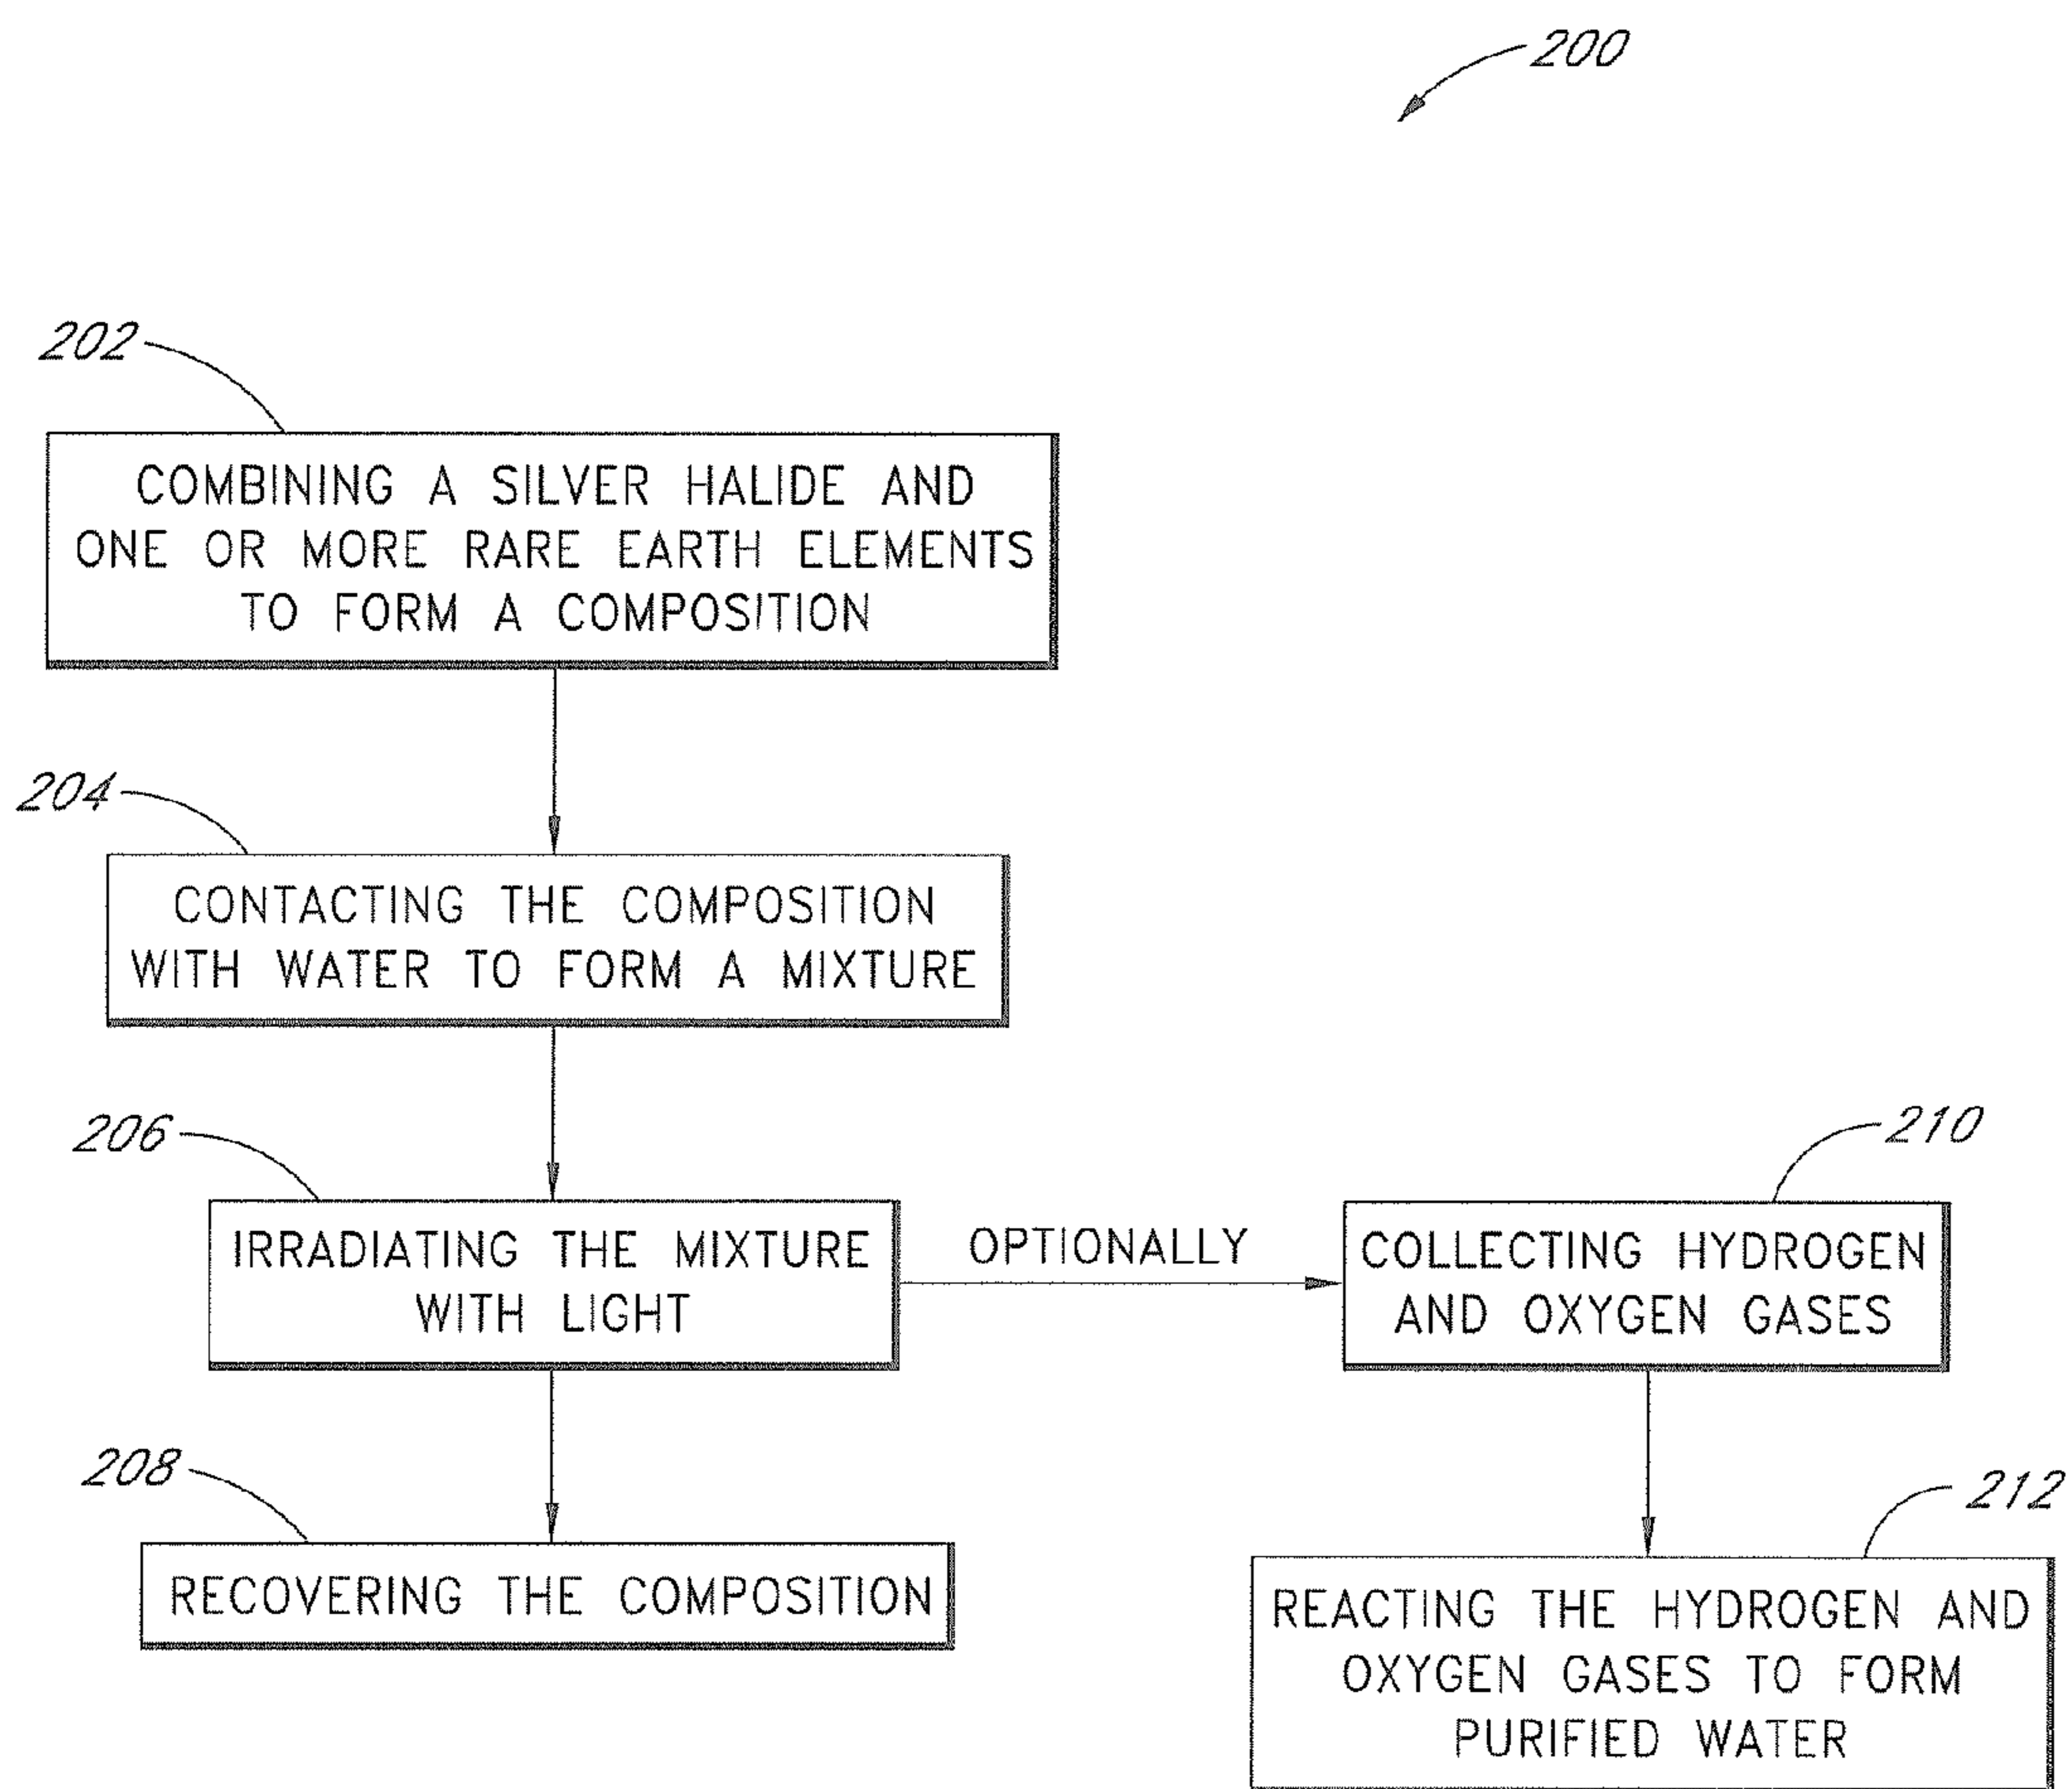 200
202
COMBINING A SILVER HALIDE AND
ONE OR MORE RARE EARTH ELEMENTS
TO FORM A COMPOSITION
204
CONTACTING THE COMPOSITION
WITH WATER TO FORM A MIXTURE
206
IRRADIATING THE MIXTURE
WITH LIGHT
OPTIONALLY
210
COLLECTING HYDROGEN
AND OXYGEN GASES
208
RECOVERING THE COMPOSITION
212
REACTING THE HYDROGEN AND
OXYGEN GASES TO FORM
PURIFIED WATER